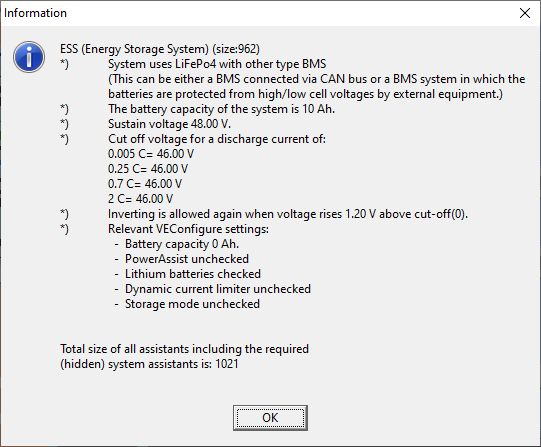 Information
ESS (Energy Storage System) (size:962)
*) System uses LiFePo4 with other type BMS
(This can be either a BMS connected via CAN bus or a BMS system in which the
batteries are protected from high/low cell voltages by external equipment.)
*) The battery capacity of the system is 10 Ah.
*) Sustain voltage 48.00 V.
*) Cut off voltage for a discharge current of:
0.005 C= 46.00 V
0.25 C= 46.00 V
0.7 C= 46.00 V
2 C= 46.00 V
*) Inverting is allowed again when voltage rises 1.20 V above cut-off(0).
*) Relevant VEConfigure settings:
- Battery capacity 0 Ah.
- PowerAssist unchecked
- Lithium batteries checked
- Dynamic current limiter unchecked
- Storage mode unchecked
Total size of all assistants including the required
(hidden) system assistants is: 1021
OK